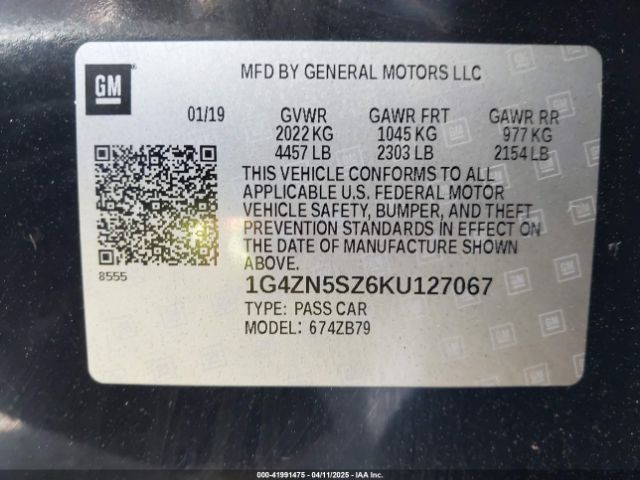 GM
MFD BY GENERAL MOTORS LLC
01/19 GVWR GAWR FRT GAWR RR
2022 KG 1045 KG 977 KG
4457 LB 2303 LB 2154 LB
THIS VEHICLE CONFORMS TO ALL
APPLICABLE U.S. FEDERAL MOTOR
VEHICLE SAFETY, BUMPER, AND THEFT
PREVENTION STANDARDS IN EFFECT ON
THE DATE OF MANUFACTURE SHOWN
ABOVE.
8555
1G4ZN5SZ6KU127067
TYPE: PASS CAR
MODEL: 674ZB79
000-41991475 - 04/11/2025 - IAA, Inc.